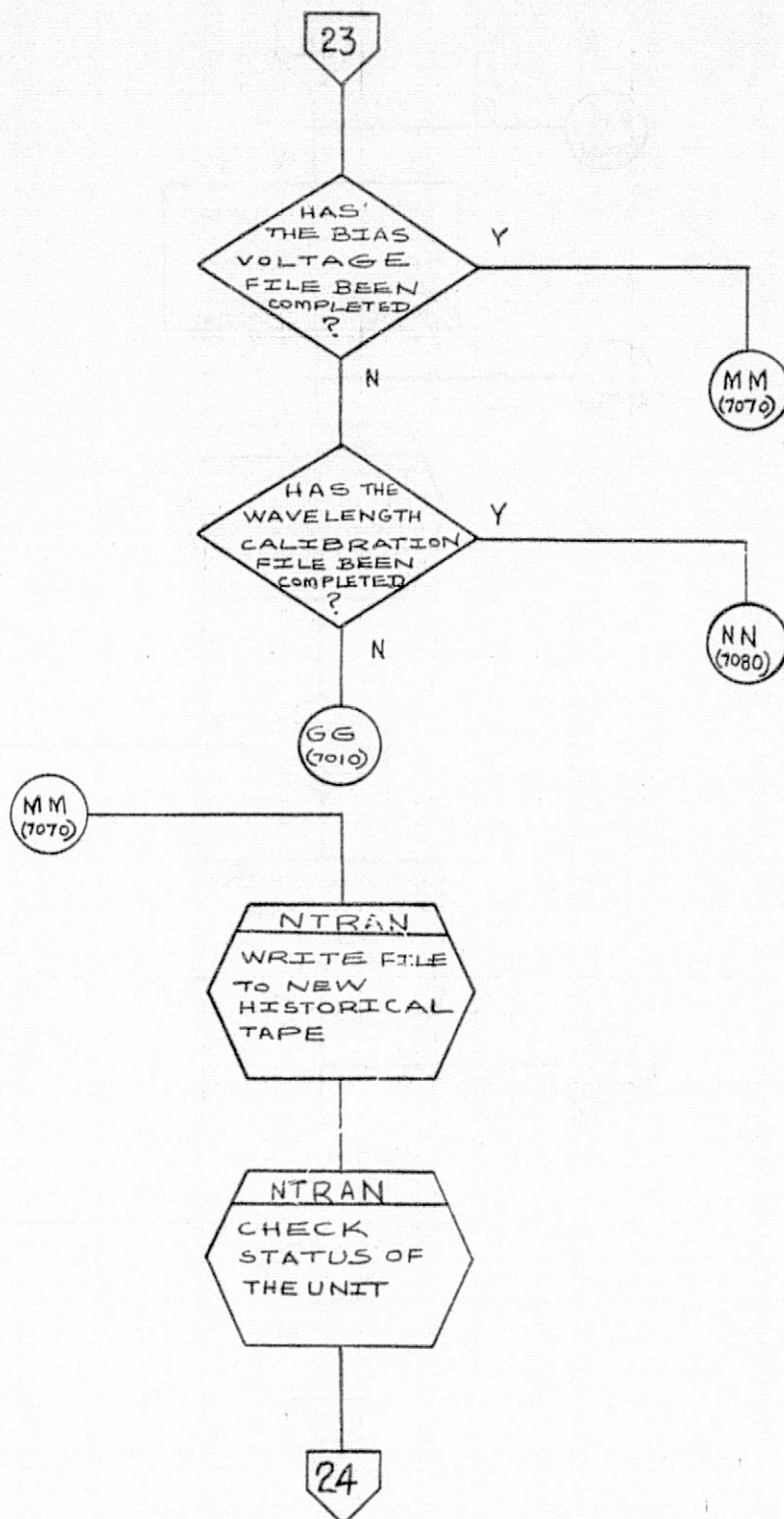 23
HAS
THE BIAS
VOLTAGE
FILE BEEN
COMPLETED
?
Y
N
MM
(7070)
HAS THE
WAVELENGTH
CALIBRATION
FILE BEEN
COMPLETED
?
Y
N
NN
(7080)
GG
(7010)
MM
(7070)
NTRAN
WRITE FILE
TO NEW
HISTORICAL
TAPE
NTRAN
CHECK
STATUS OF
THE UNIT
24